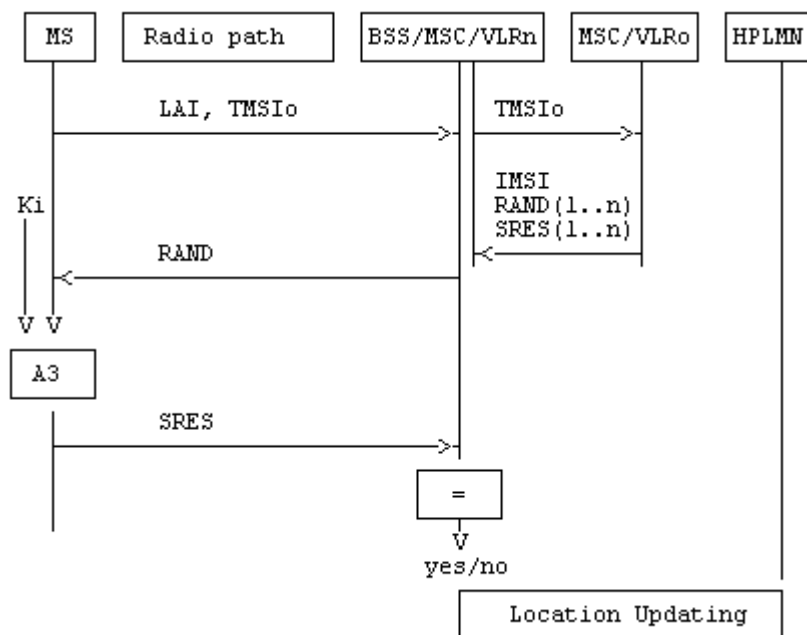 MS Radio path BSS/MSC/VLRn MSC/VLRo HPLMN
LAI, TMSIo TMSIo
IMSI
Ki RAND(1..n)
SRES(1..n)
RAND
V V
A3
SRES
=
V
yes/no
Location Updating